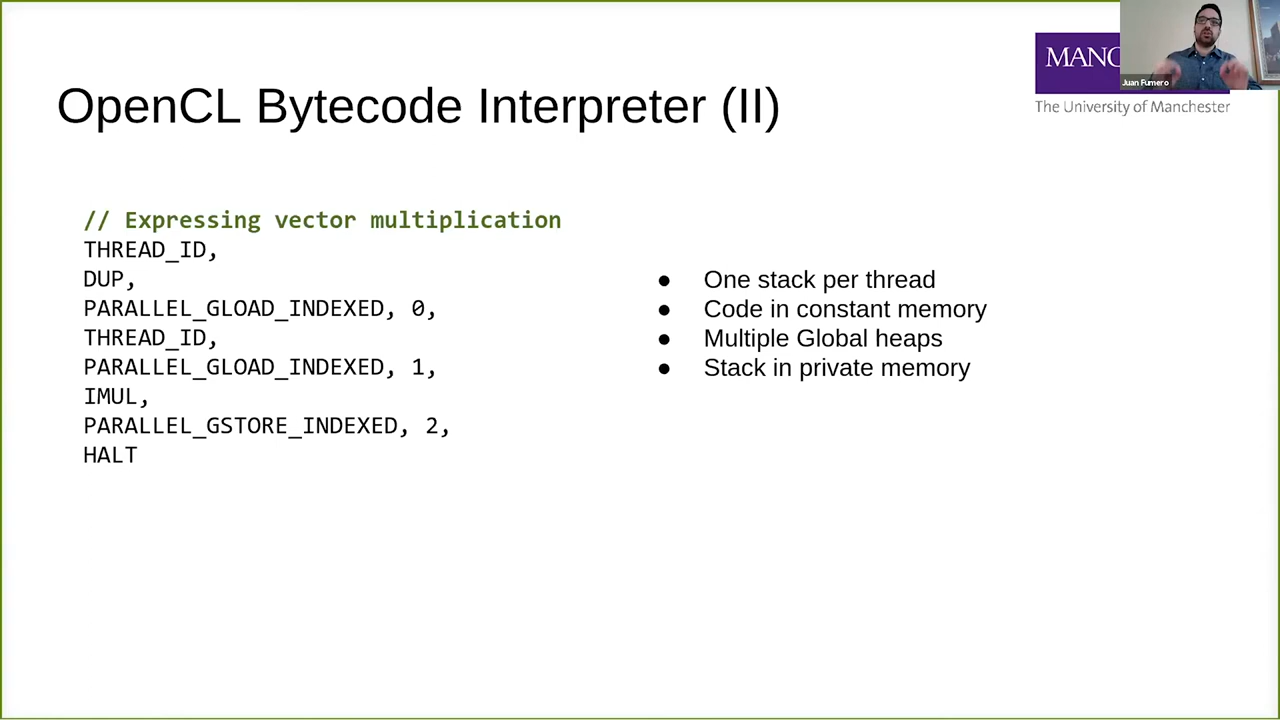 MANC
Juan Fumero
The University of Manchester
OpenCL Bytecode Interpreter (II)
// Expressing vector multiplication
THREAD_ID,
DUP,
PARALLEL_GLOAD_INDEXED, 0,
THREAD_ID,
PARALLEL_GLOAD_INDEXED, 1,
IMUL,
PARALLEL_GSTORE_INDEXED, 2,
HALT
● One stack per thread
● Code in constant memory
● Multiple Global heaps
● Stack in private memory